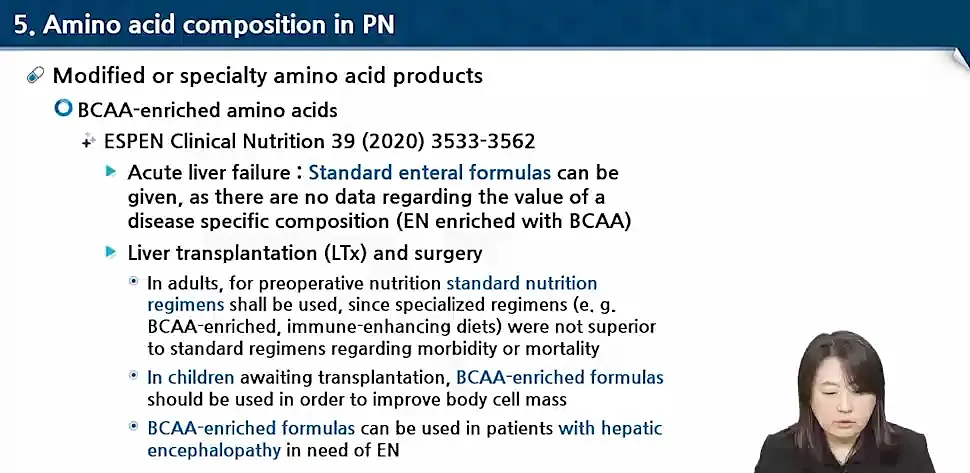 5. Amino acid composition in PN
Modified or specialty amino acid products
BCAA-enriched amino acids
ESPEN Clinical Nutrition 39 (2020) 3533-3562
Acute liver failure : Standard enteral formulas can be
given, as there are no data regarding the value of a
disease specific composition (EN enriched with BCAA)
Liver transplantation (LTx) and surgery
In adults, for preoperative nutrition standard nutrition
regimens shall be used, since specialized regimens (e. g.
BCAA-enriched, immune-enhancing diets) were not superior
to standard regimens regarding morbidity or mortality
In children awaiting transplantation, BCAA-enriched formulas
should be used in order to improve body cell mass
BCAA-enriched formulas can be used in patients with hepatic
encephalopathy in need of EN